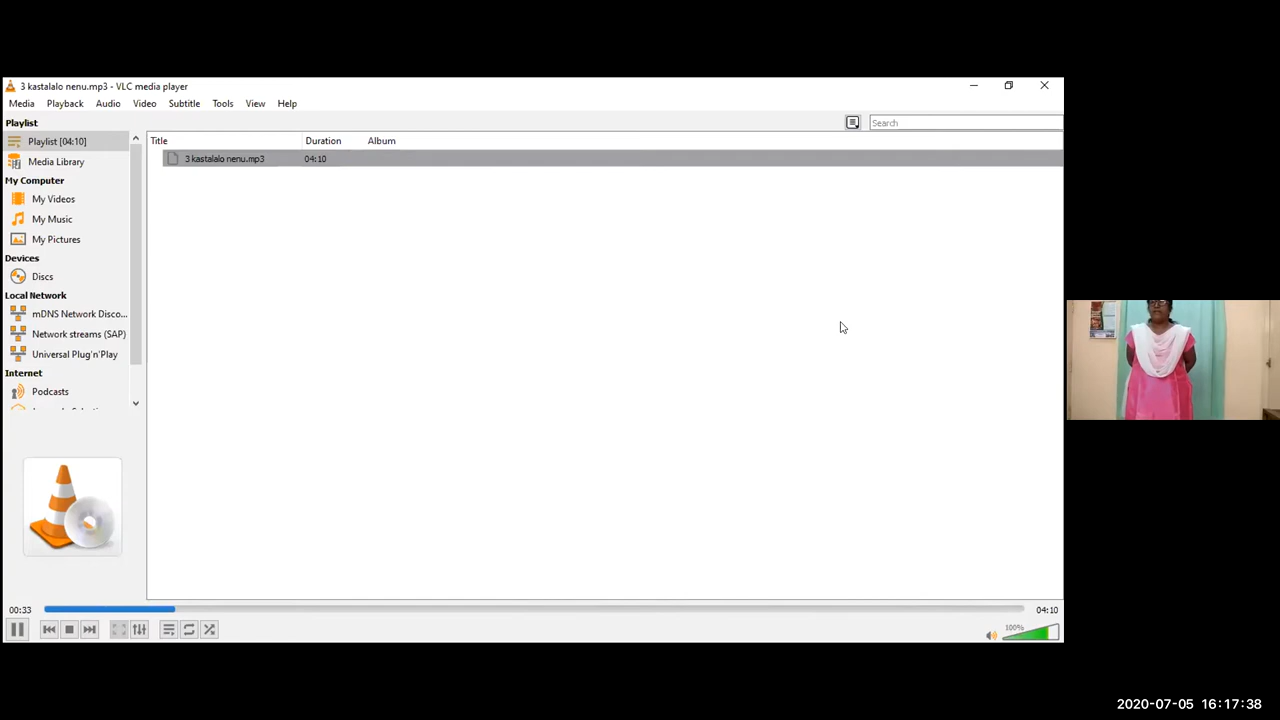 3 kastalalo nenu.mp3 - VLC media player
Media Playback Audio Video Subtitle Tools View Help
Playlist
Search
Playlist [04:10]
Title Duration Album
3 kastalalo nenu.mp3 04:10
Media Library
My Computer
My Videos
My Music
My Pictures
Devices
Discs
Local Network
mDNS Network Disco...
Network streams (SAP)
Universal Plug'n'Play
Internet
Podcasts
00:33 04:10
100%
2020-07-05 16:17:38